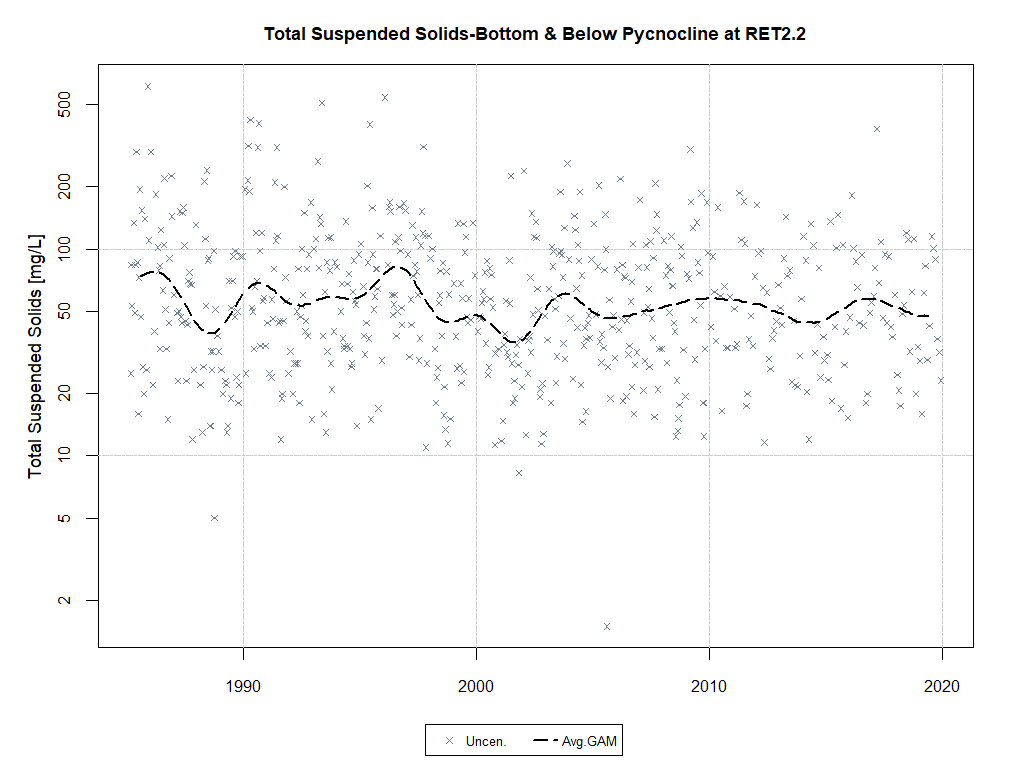 Total Suspended Solids-Bottom & Below Pycnocline at RET2.2
Total Suspended Solids [mg/L]
500
200
100
50
20
10
5
2
1990 2000 2010 2020
Uncen. Avg.GAM